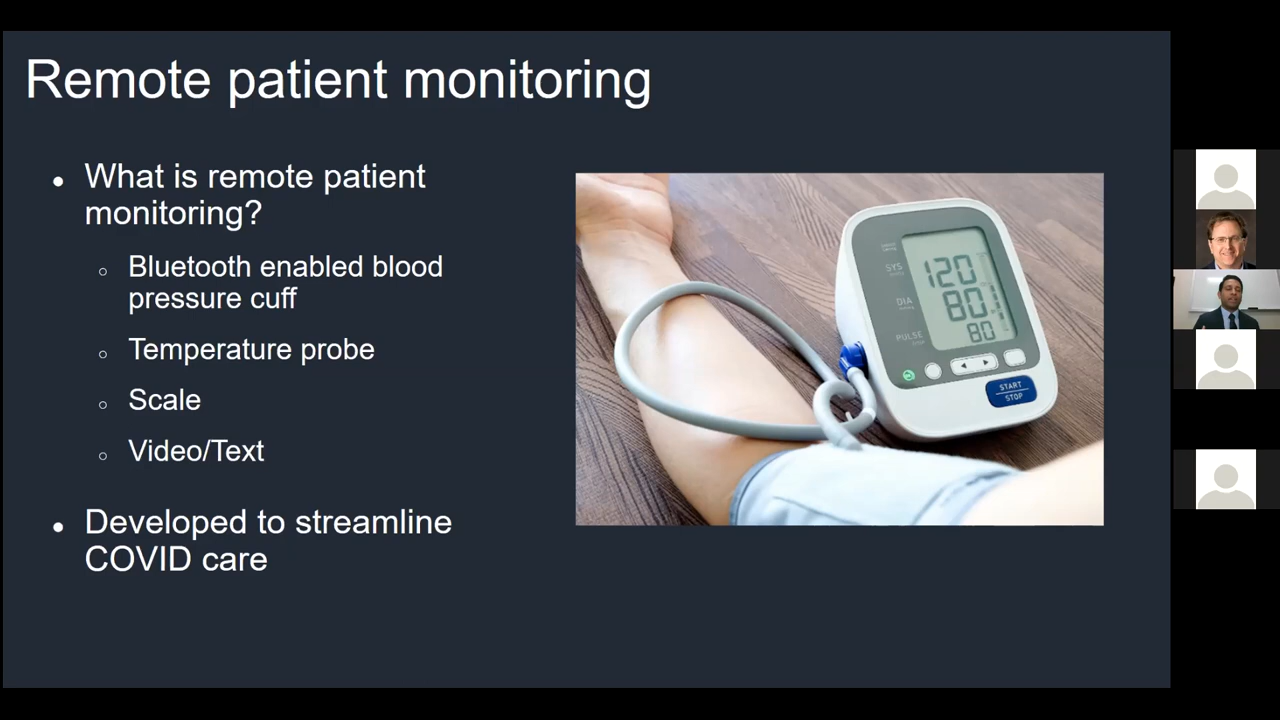 Remote patient monitoring
What is remote patient
monitoring?
Bluetooth enabled blood
pressure cuff
Temperature probe
Scale
Video/Text
Developed to streamline
COVID care
SYS
120
DIA
80
PULSE
80
START
STOP